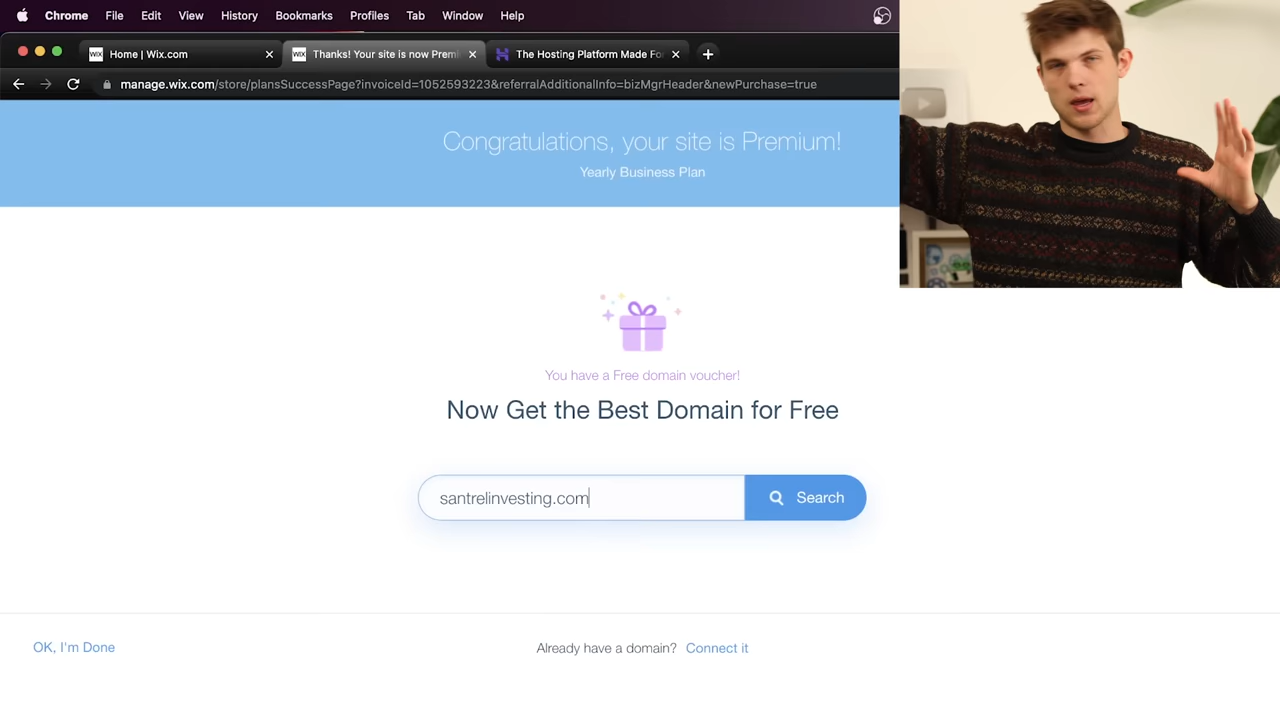 Chrome File Edit View History Bookmarks Profiles Tab Window Help
WIX Home | Wix.com
WIX Thanks! Your site is now Premi
The Hosting Platform Made Fo
manage.wix.com/store/plansSuccessPage?invoiceId=1052593223&referralAdditionalInfo=bizMgrHeader&newPurchase=true
Congratulations, your site is Premium!
Yearly Business Plan
You have a Free domain voucher!
Now Get the Best Domain for Free
santrelinvesting.com
Search
OK, I'm Done
Already have a domain? Connect it